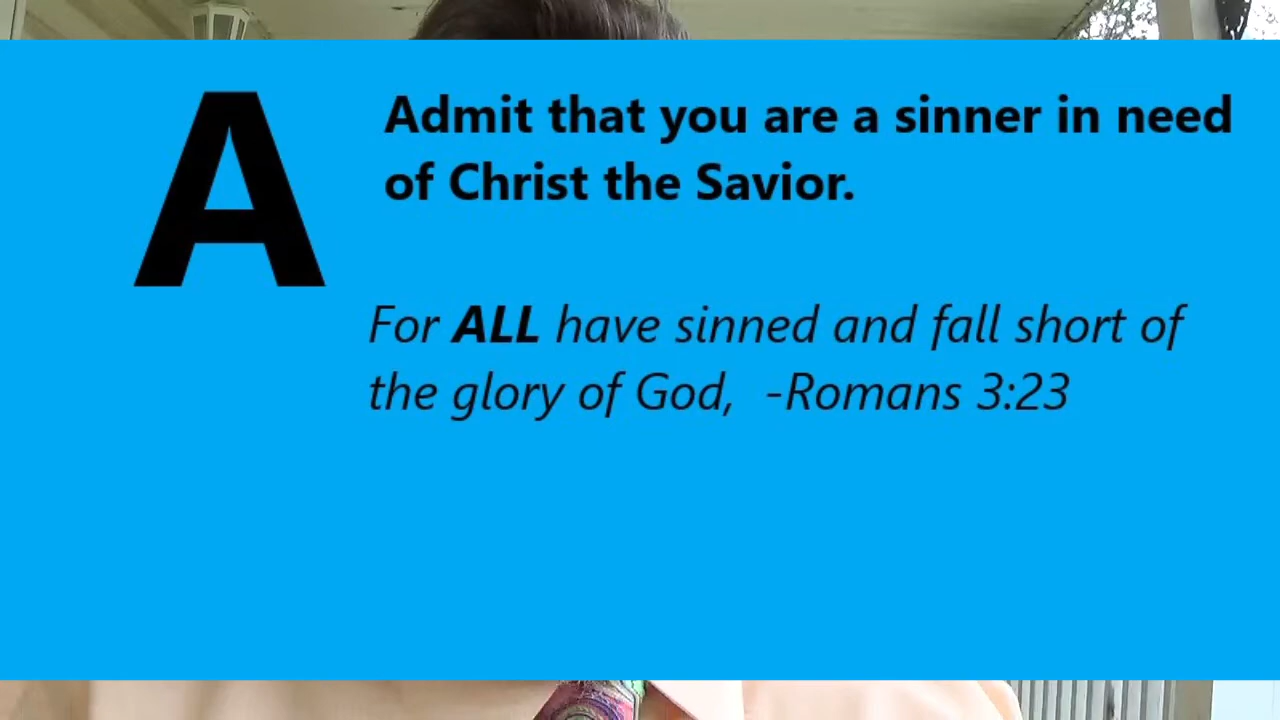 A
Admit that you are a sinner in need
of Christ the Savior.
For ALL have sinned and fall short of
the glory of God,  -Romans 3:23